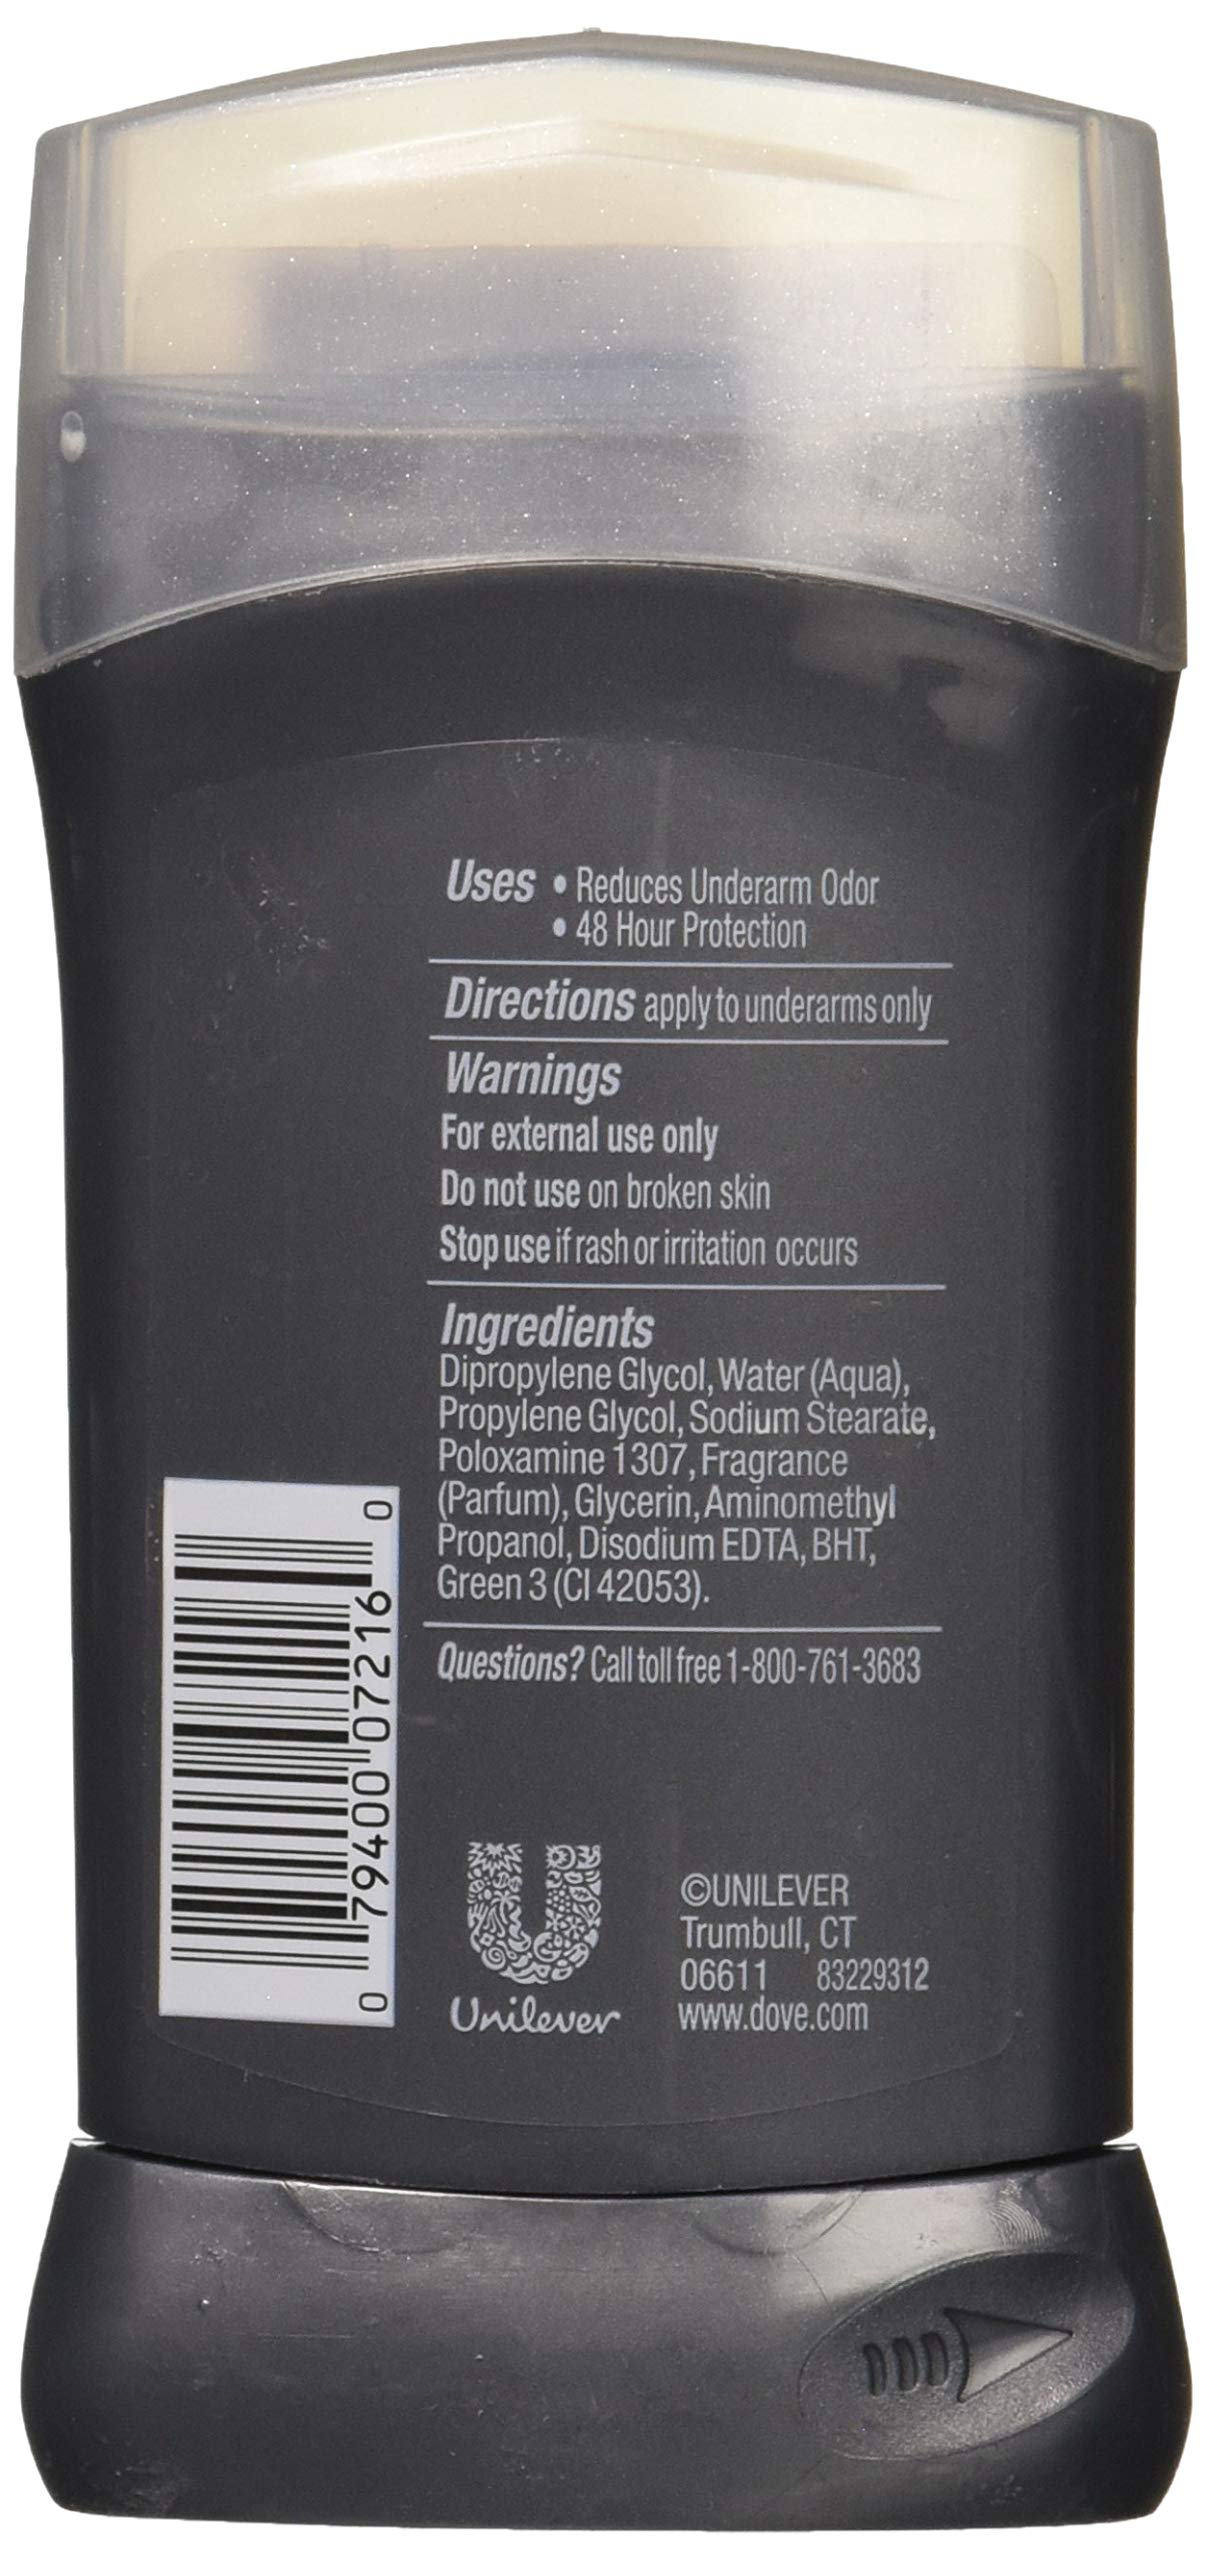 Uses • Reduces Underarm Odor
• 48 Hour Protection
Directions apply to underarms only
Warnings
For external use only
Do not use on broken skin
Stop use if rash or irritation occurs
Ingredients
Dipropylene Glycol, Water (Aqua),
Propylene Glycol, Sodium Stearate,
Poloxamine 1307, Fragrance
(Parfum), Glycerin, Aminomethyl
Propanol, Disodium EDTA, BHT,
Green 3 (CI 42053).
Questions? Call toll free 1-800-761-3683
0 79400 07216 0
Unilever
©UNILEVER
Trumbull, CT
06611 83229312
www.dove.com